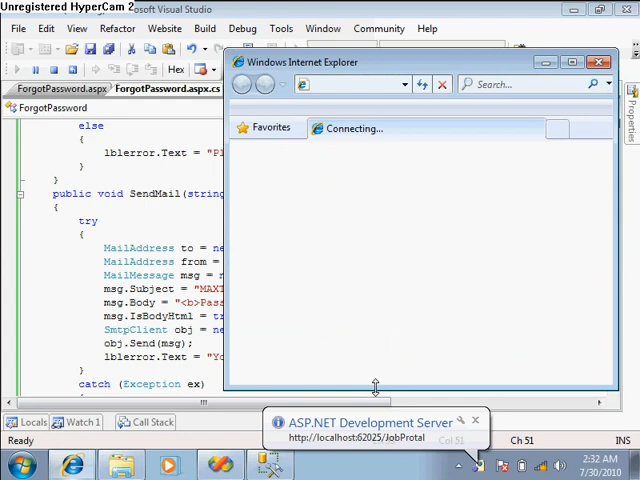 Unregistered HyperCam 2
osoft Visual Studio
File Edit View Refactor Website Build Debug Data Tools Window Community Help
Hex
ForgotPassword.aspx ForgotPassword.aspx.cs
ForgotPassword
Properties
else
{
lblerror.Text = "Pl
}
}
public void SendMail(string
{
try
{
MailAddress to = ne
MailAddress from =
MailMessage msg = n
msg.Subject = "MAXT
msg.Body = "<b>Pass
msg.IsBodyHtml = tr
SmtpClient obj = ne
obj.Send(msg);
lblerror.Text = "Yo
}
catch (Exception ex)
{
Windows Internet Explorer
Search...
Favorites Connecting...
Locals Watch 1 Call Stack
ASP.NET Development Server
http://localhost:62025/JobProtal
Ready Col 51 Ch 51 INS
2:32 AM
7/30/2010